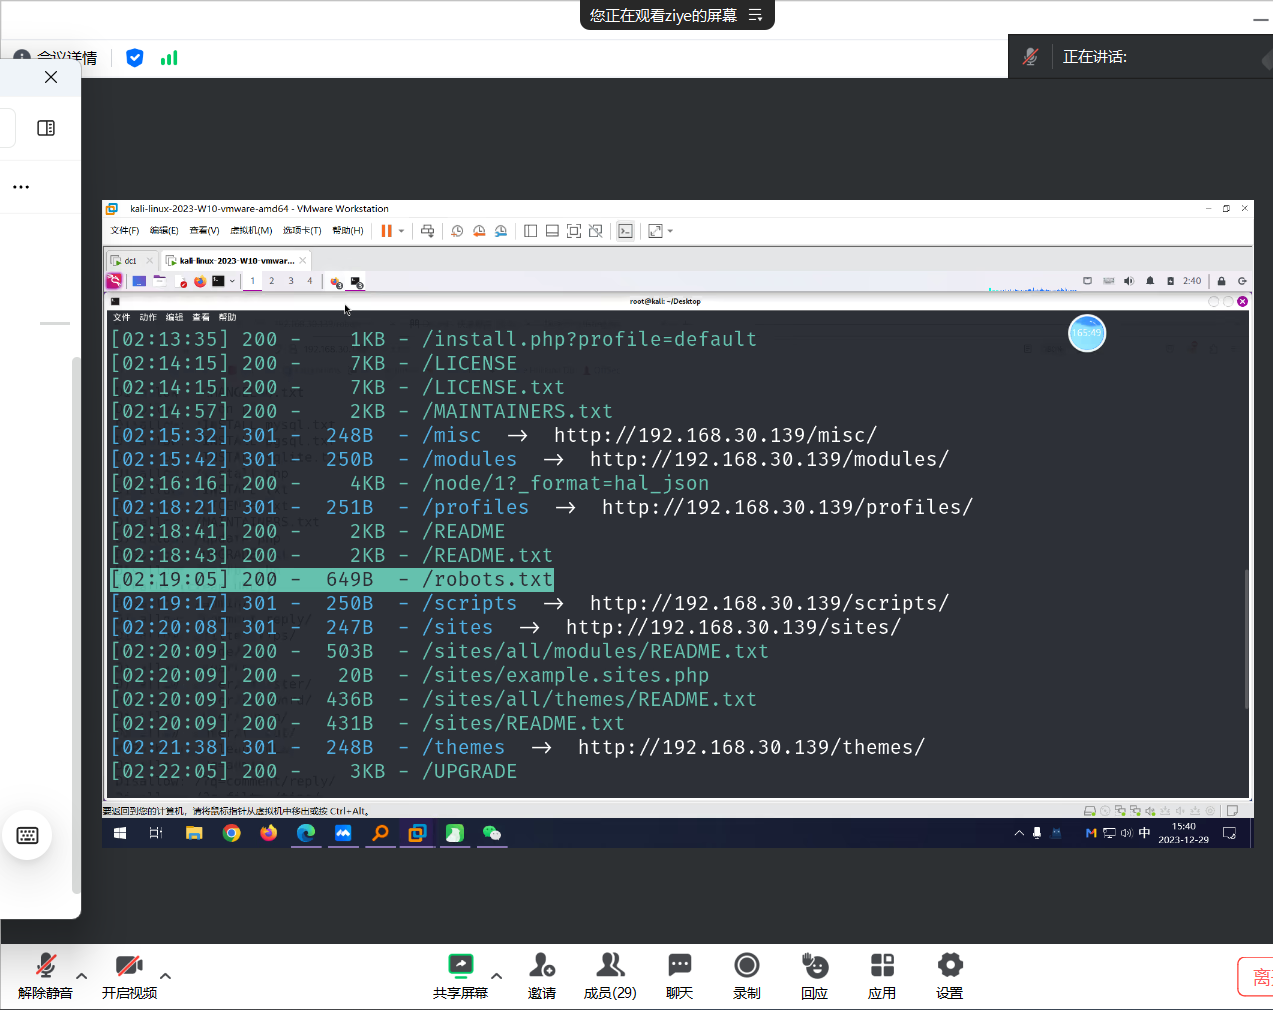 您正在观看ziye的屏幕
会议详情
正在讲话:
kali-linux-2023-W10-vmware-amd64 - VMware Workstation
文件(F) 编辑(E) 查看(V) 虚拟机(M) 选项卡(T) 帮助(H)
dc1
kali-linux-2023-W10-vmwar...
1 2 3 4
2:40
root@kali: ~/Desktop
文件 动作 编辑 查看 帮助
165:49
[02:13:35] 200 - 1KB - /install.php?profile=default
[02:14:15] 200 - 7KB - /LICENSE
[02:14:15] 200 - 7KB - /LICENSE.txt
[02:14:57] 200 - 2KB - /MAINTAINERS.txt
[02:15:32] 301 - 248B - /misc → http://192.168.30.139/misc/
[02:15:42] 301 - 250B - /modules → http://192.168.30.139/modules/
[02:16:16] 200 - 4KB - /node/1?_format=hal_json
[02:18:21] 301 - 251B - /profiles → http://192.168.30.139/profiles/
[02:18:41] 200 - 2KB - /README
[02:18:43] 200 - 2KB - /README.txt
[02:19:05] 200 - 649B - /robots.txt
[02:19:17] 301 - 250B - /scripts → http://192.168.30.139/scripts/
[02:20:08] 301 - 247B - /sites → http://192.168.30.139/sites/
[02:20:09] 200 - 503B - /sites/all/modules/README.txt
[02:20:09] 200 - 20B - /sites/example.sites.php
[02:20:09] 200 - 436B - /sites/all/themes/README.txt
[02:20:09] 200 - 431B - /sites/README.txt
[02:21:38] 301 - 248B - /themes → http://192.168.30.139/themes/
[02:22:05] 200 - 3KB - /UPGRADE
要返回到您的计算机，请将鼠标指针从虚拟机中移出或按 Ctrl+Alt。
中
15:40
2023-12-29
解除静音
开启视频
共享屏幕
邀请
成员(29)
聊天
录制
回应
应用
设置
离